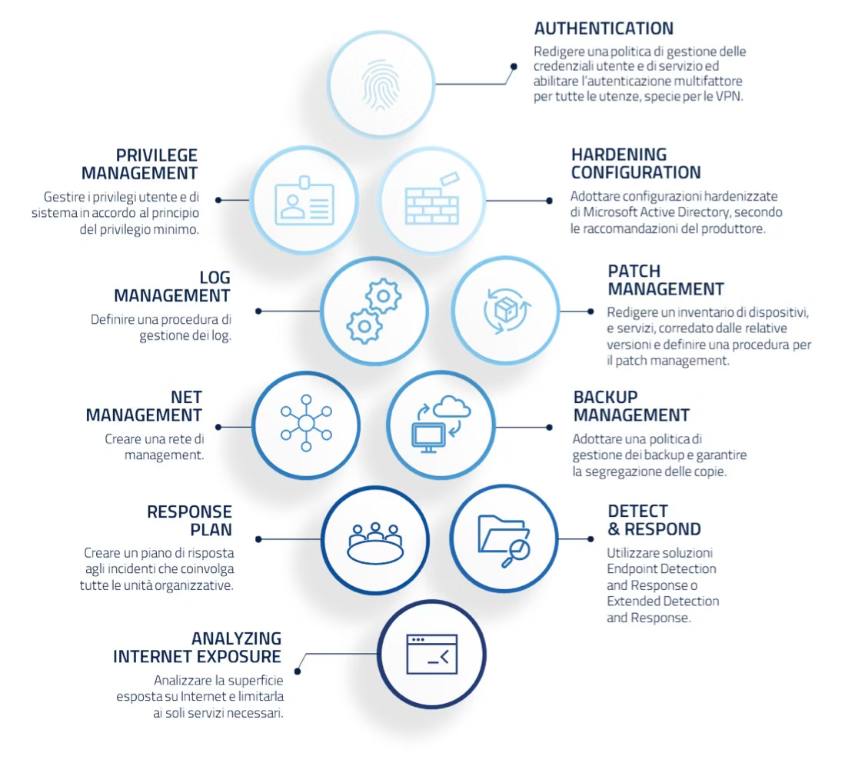 AUTHENTICATION
Redigere una politica di gestione delle
credenziali utente e di servizio ed
abilitare l'autenticazione multifattore
per tutte le utenze, specie per le VPN.
PRIVILEGE
MANAGEMENT
Gestire i privilegi utente e di
sistema in accordo al principio
del privilegio minimo.
HARDENING
CONFIGURATION
Adottare configurazioni hardenizzate
di Microsoft Active Directory, secondo
le raccomandazioni del produttore.
LOG
MANAGEMENT
Definire una procedura di
gestione dei log.
PATCH
MANAGEMENT
Redigere un inventario di dispositivi,
e servizi, corredato dalle relative
versioni e definire una procedura per
il patch management.
NET
MANAGEMENT
Creare una rete di
management.
BACKUP
MANAGEMENT
Adottare una politica di
gestione dei backup e garantire
la segregazione delle copie.
RESPONSE
PLAN
Creare un piano di risposta
agli incidenti che coinvolga
tutte le unità organizzative.
DETECT
& RESPOND
Utilizzare soluzioni
Endpoint Detection
and Response o
Extended Detection
and Response.
ANALYZING
INTERNET EXPOSURE
Analizzare la superficie
esposta su Internet e limitarla
ai soli servizi necessari.